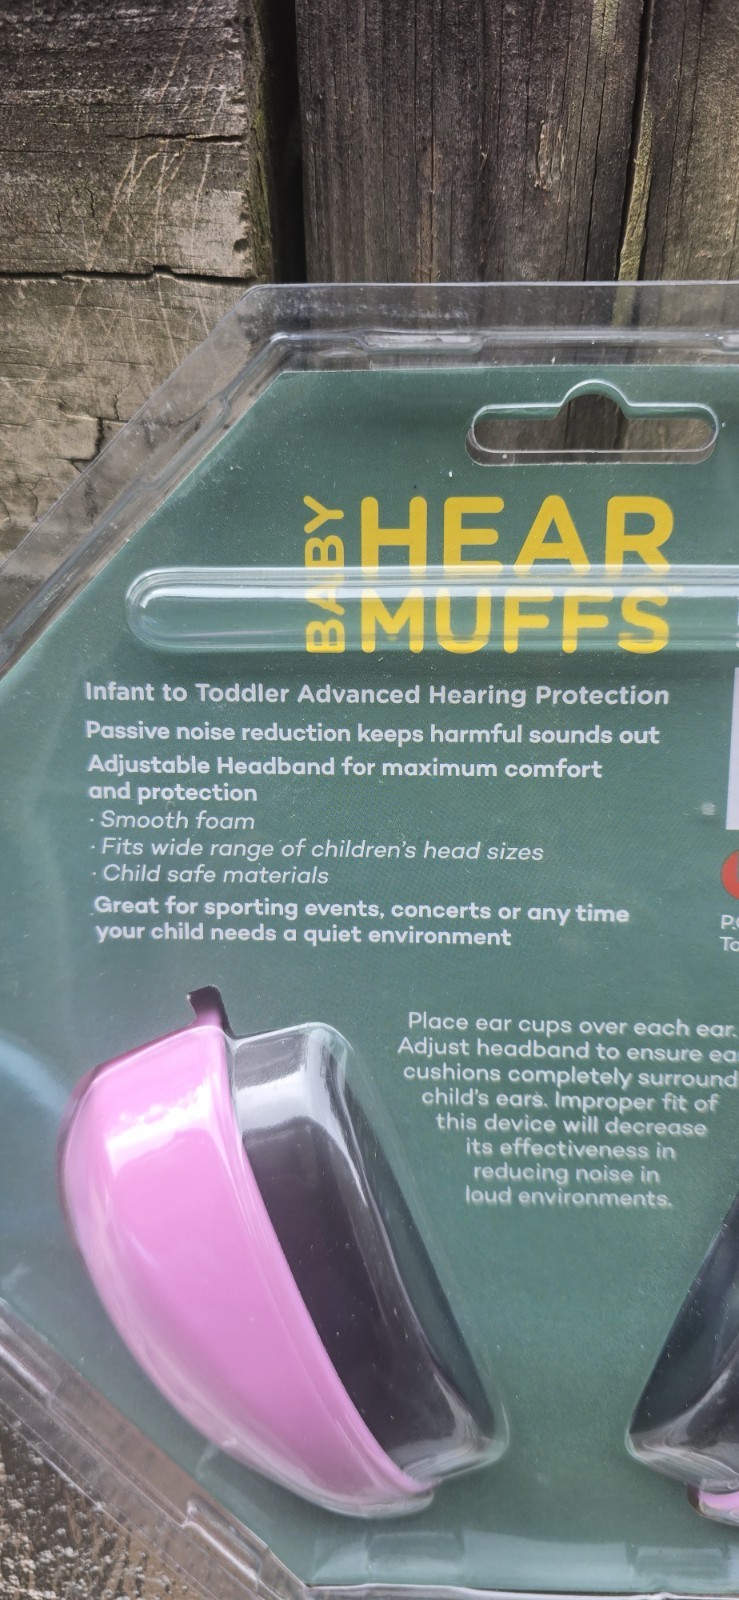 BABY
HEAR
MUFFS™
Infant to Toddler Advanced Hearing Protection
Passive noise reduction keeps harmful sounds out
Adjustable Headband for maximum comfort
and protection
· Smooth foam
· Fits wide range of children's head sizes
· Child safe materials
Great for sporting events, concerts or any time
your child needs a quiet environment
P.
To
Place ear cups over each ear.
Adjust headband to ensure ea
cushions completely surround
child's ears. Improper fit of
this device will decrease
its effectiveness in
reducing noise in
loud environments.